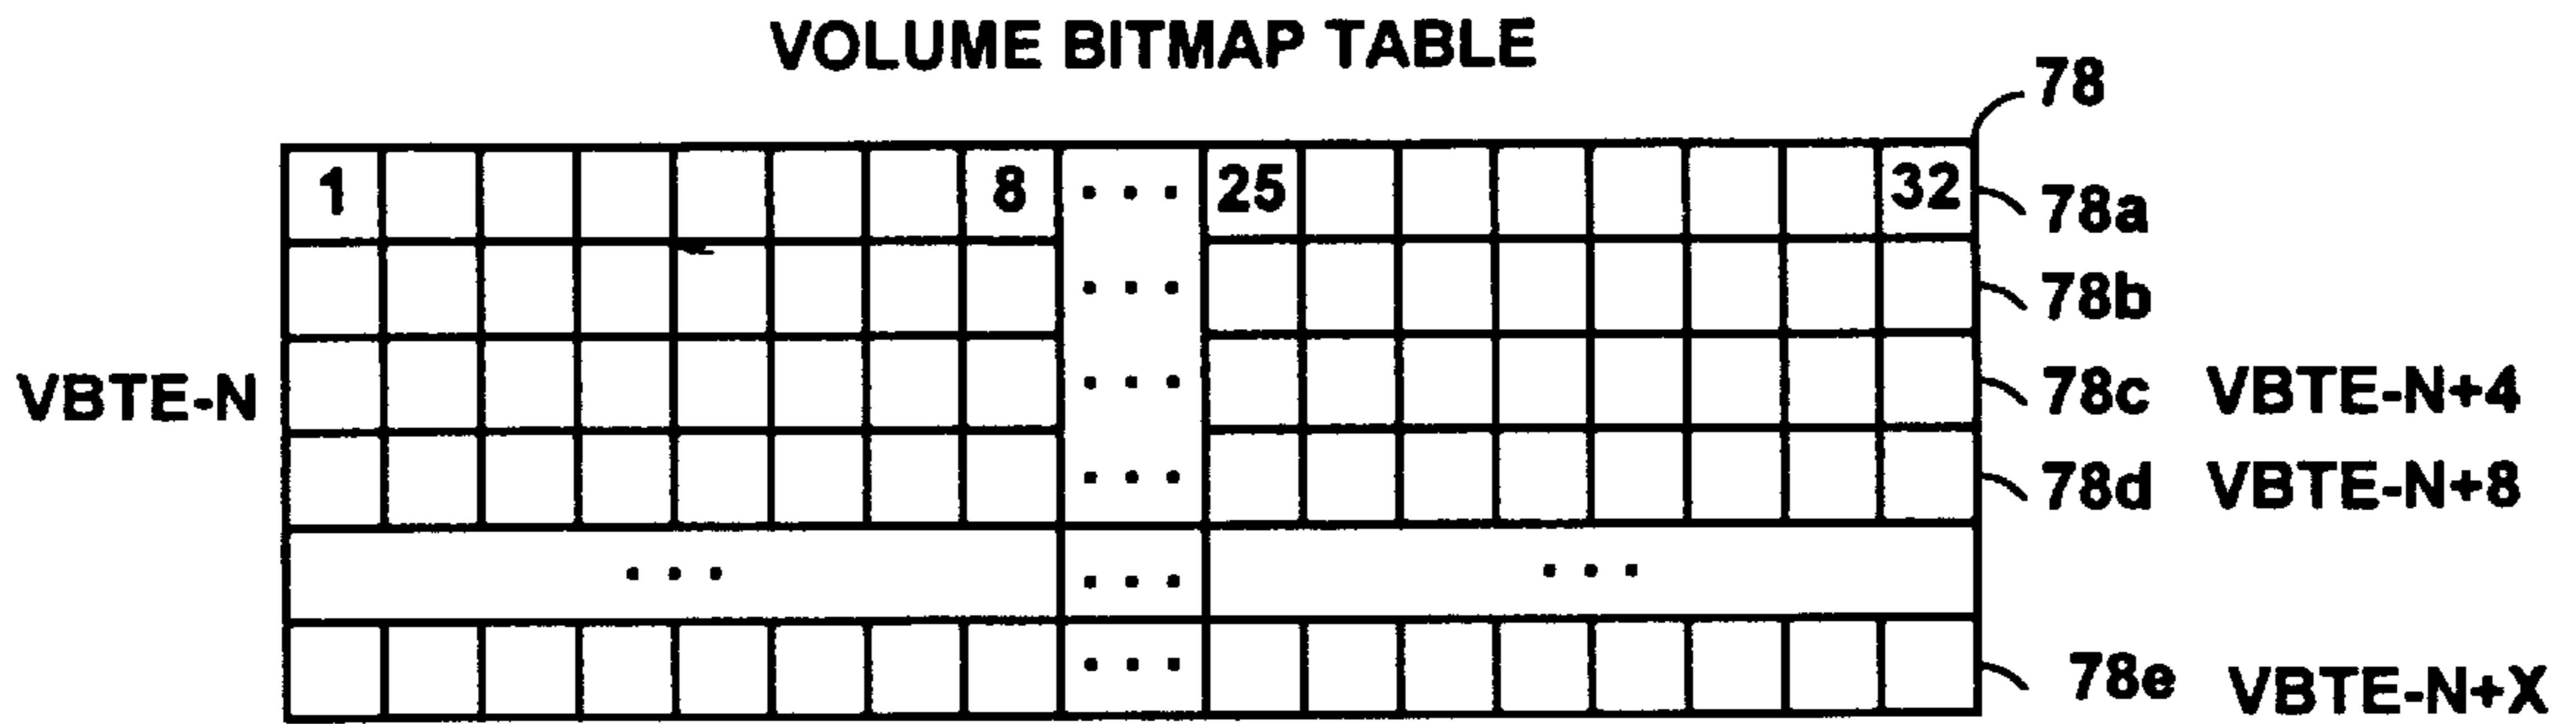 VOLUME BITMAP TABLE
78
1 8 ... 25 32 78a
... 78b
VBTE-N ... 78c VBTE-N+4
... 78d VBTE-N+8
... ... ...
... 78e VBTE-N+X